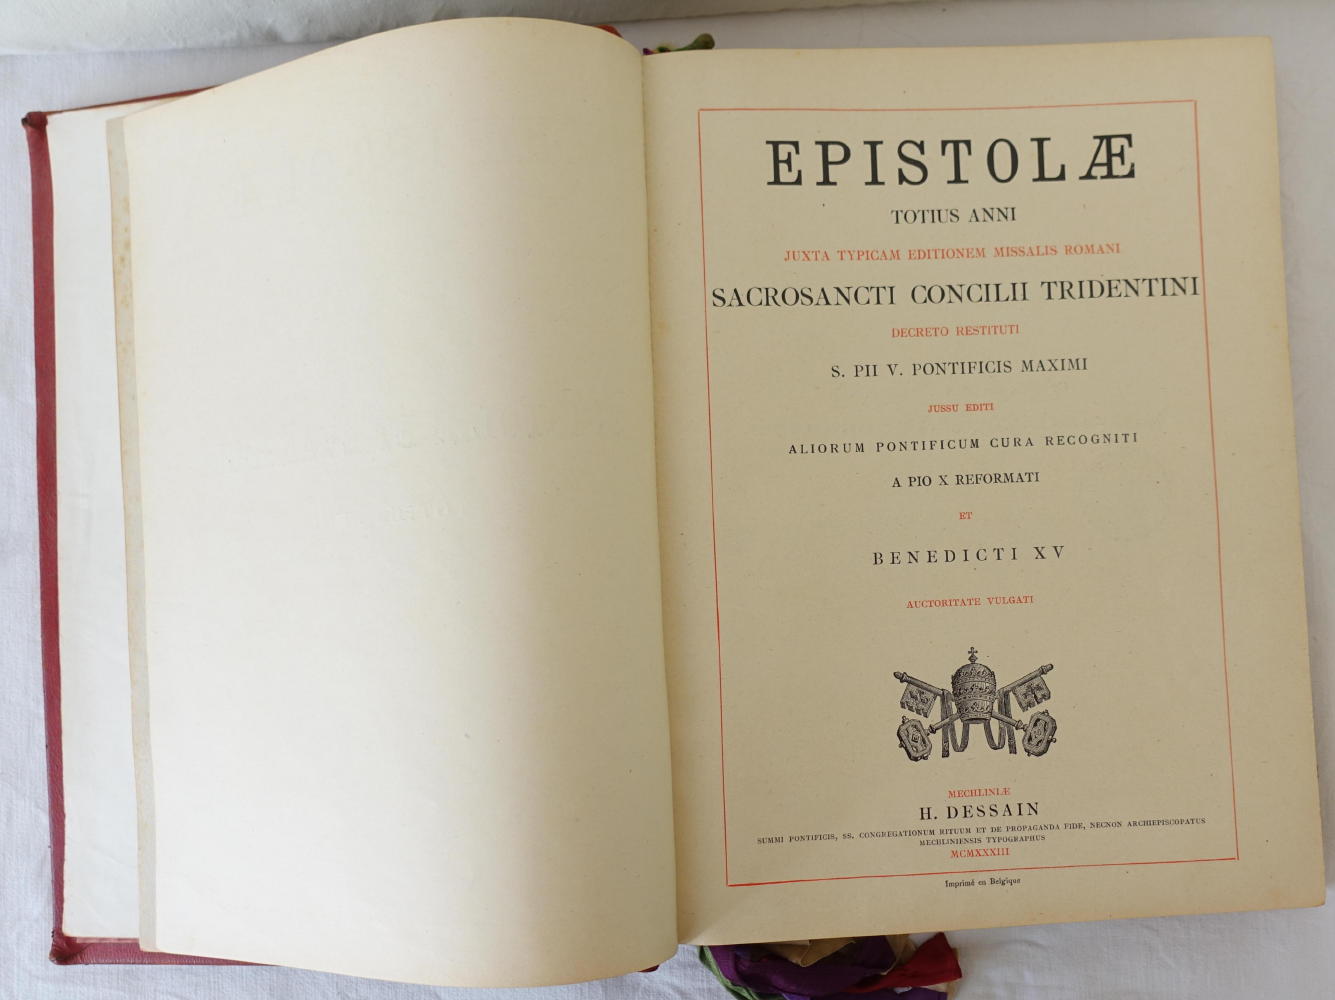 EPISTOLÆ
TOTIUS ANNI
JUXTA TYPICAM EDITIONEM MISSALIS ROMANI
SACROSANCTI CONCILII TRIDENTINI
DECRETO RESTITUTI
S. PII V. PONTIFICIS MAXIMI
JUSSU EDITI
ALIORUM PONTIFICUM CURA RECOGNITI
A PIO X REFORMATI
ET
BENEDICTI XV
AUCTORITATE VULGATI
MECHLINIÆ
H. DESSAIN
SUMMI PONTIFICIS, SS. CONGREGATIONUM RITUUM ET DE PROPAGANDA FIDE, NECNON ARCHIEPISCOPATUS
MECHLINIENSIS TYPOGRAPHUS
MCMXXXIII
Imprimé en Belgique